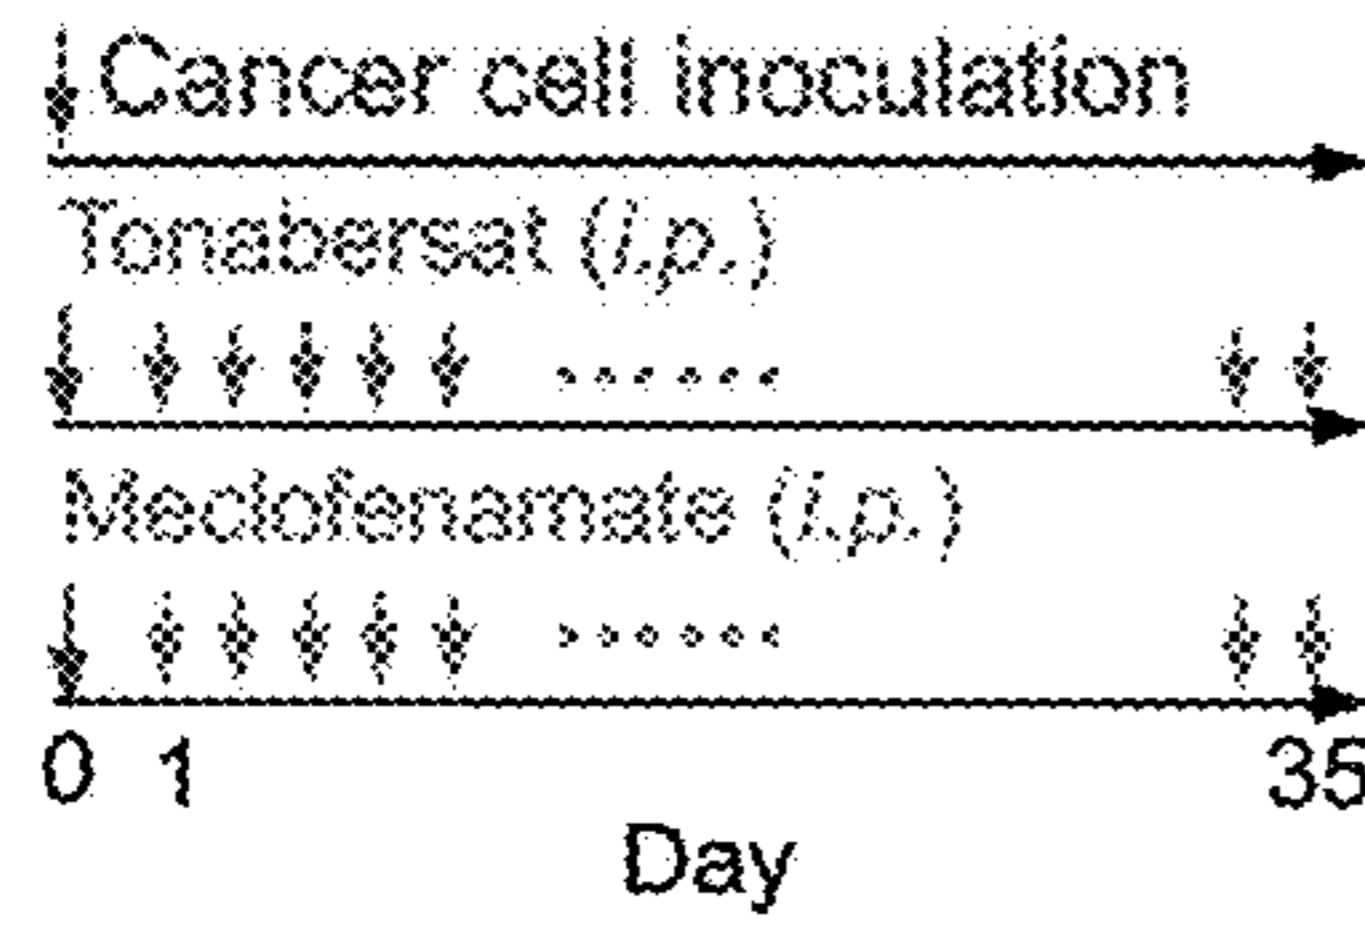 Cancer cell inoculation
Tonabersat (i.p.)
Meclofenamate (i.p.)
0 1 35
Day